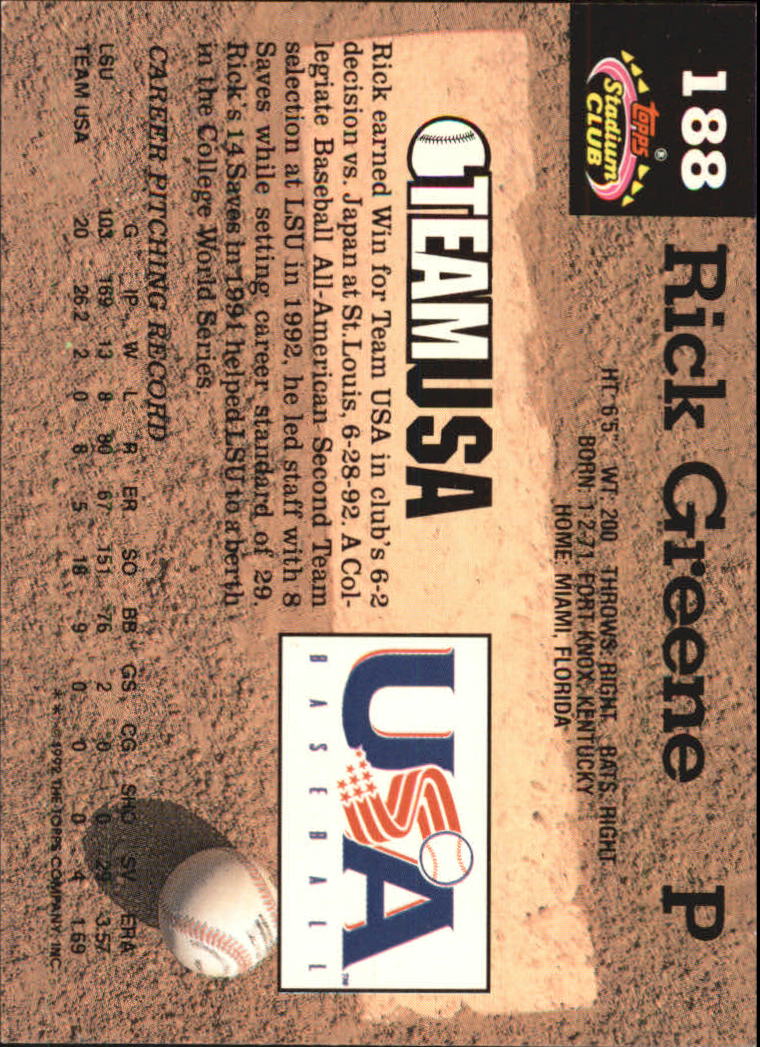 188
Topps®
Stadium
CLUB
Rick Greene P
HT: 6'5" WT: 200 THROWS: RIGHT BATS: RIGHT
BORN: 1-2-71, FORT KNOX, KENTUCKY
HOME: MIAMI, FLORIDA
TEAM USA
USA
BASEBALL
TM
Rick earned Win for Team USA in club's 6-2
decision vs. Japan at St. Louis, 6-28-92. A Col-
legiate Baseball All-American Second Team
selection at LSU in 1992, he led staff with 8
Saves while setting career standard of 29.
Rick's 14 Saves in 1991 helped LSU to a berth
in the College World Series.
CAREER PITCHING RECORD
G IP W L R ER SO BB GS CG SHO SV ERA
LSU 103 169 13 8 80 67 151 76 2 0 0 29 3.57
TEAM USA 20 26.2 2 0 8 5 18 9 0 0 0 4 1.69
** ©1992 THE TOPPS COMPANY, INC.